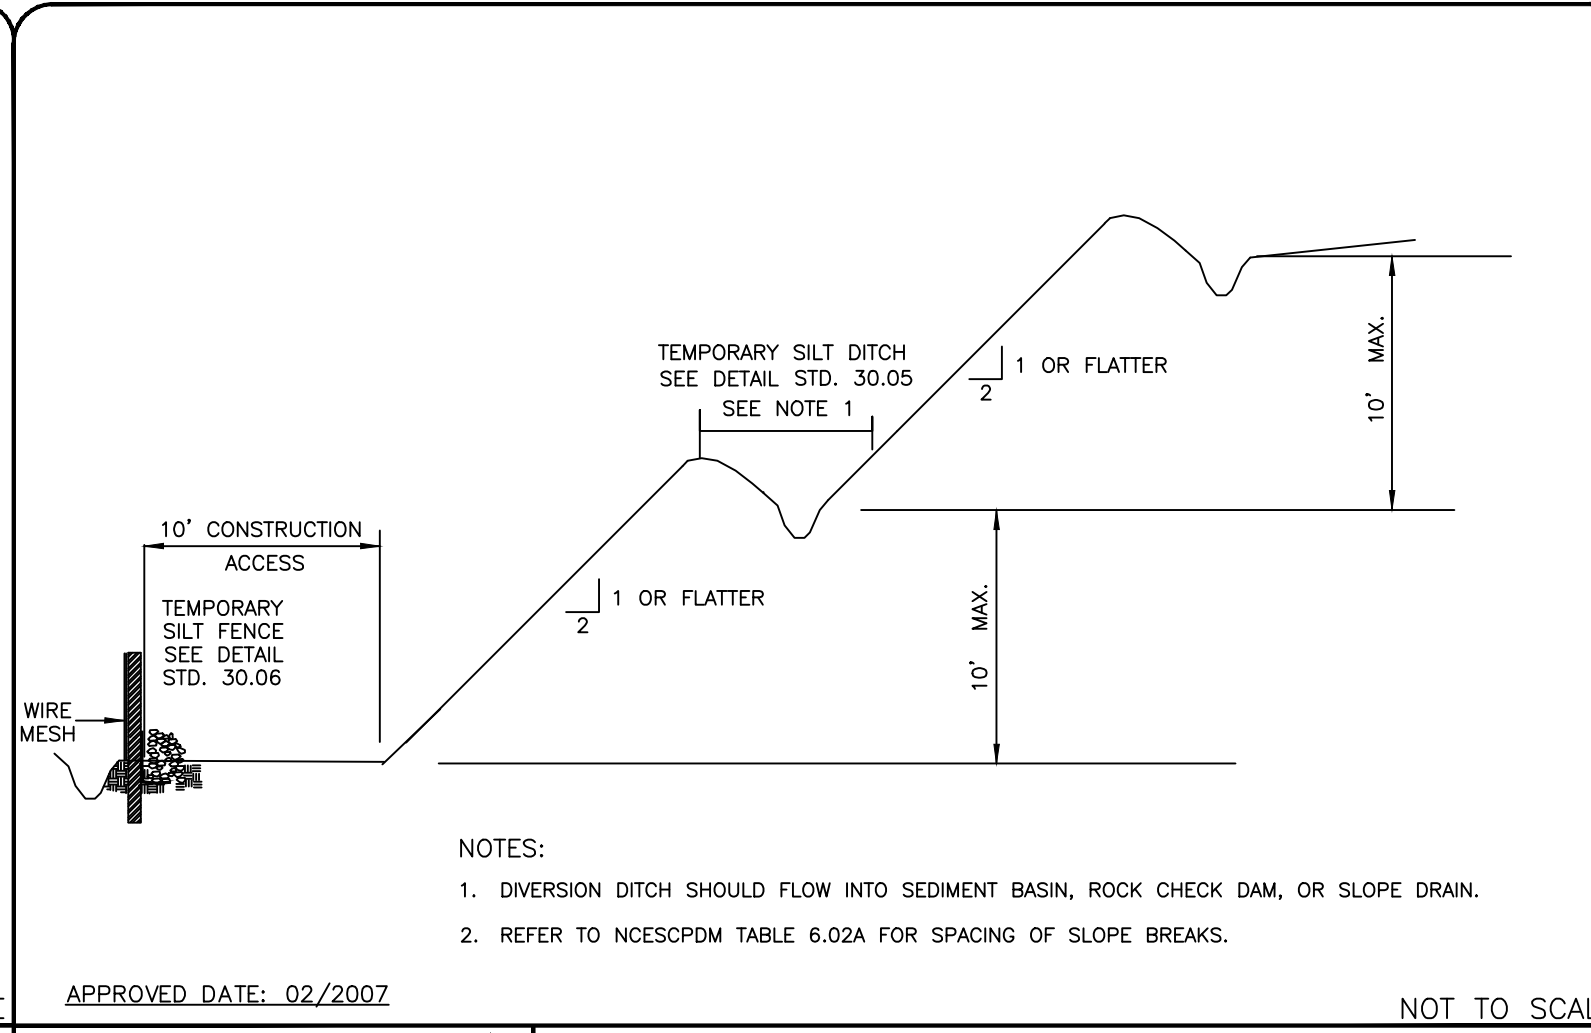 TEMPORARY SILT DITCH
SEE DETAIL STD. 30.05
SEE NOTE 1
1 OR FLATTER
2
10' MAX.
10' CONSTRUCTION
ACCESS
TEMPORARY
SILT FENCE
SEE DETAIL
STD. 30.06
1 OR FLATTER
2
10' MAX.
WIRE
MESH
NOTES:
1. DIVERSION DITCH SHOULD FLOW INTO SEDIMENT BASIN, ROCK CHECK DAM, OR SLOPE DRAIN.
2. REFER TO NCESCPDM TABLE 6.02A FOR SPACING OF SLOPE BREAKS.
APPROVED DATE: 02/2007
NOT TO